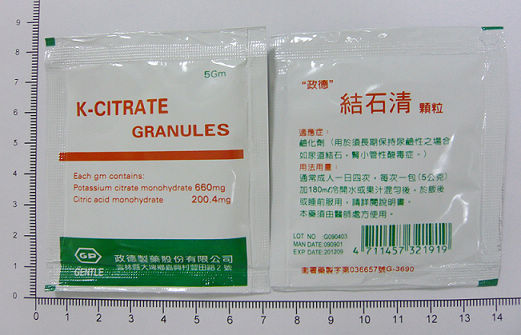 5Gm
K-CITRATE
GRANULES
Each gm contains:
Potassium citrate monohydrate 660mg
Citric acid monohydrate 200.4mg
GP
GENTLE
政德製藥股份有限公司
雲林縣大埤鄉嘉興村豐田路2號
“政德”
結石清 顆粒
適應症：
鹼化劑（用於須長期保持尿鹼性之場合
如尿道結石，腎小管性酸毒症。）
用法用量：
通常成人一日四次，每次一包(5公克)
加180ml冷開水或果汁混勻後，於飯後
或睡前服用，請詳閱說明書。
本藥須由醫師處方使用。
LOT NO : G090403
MAN DATE: 090901
EXP DATE: 201209
4 711457 321919
衛署藥製字第036657號G-3690
9
8
7
6
5
4
3
2
1
0
0 1 2 3 4 5 6 7 8 9 10 11 12 13 14